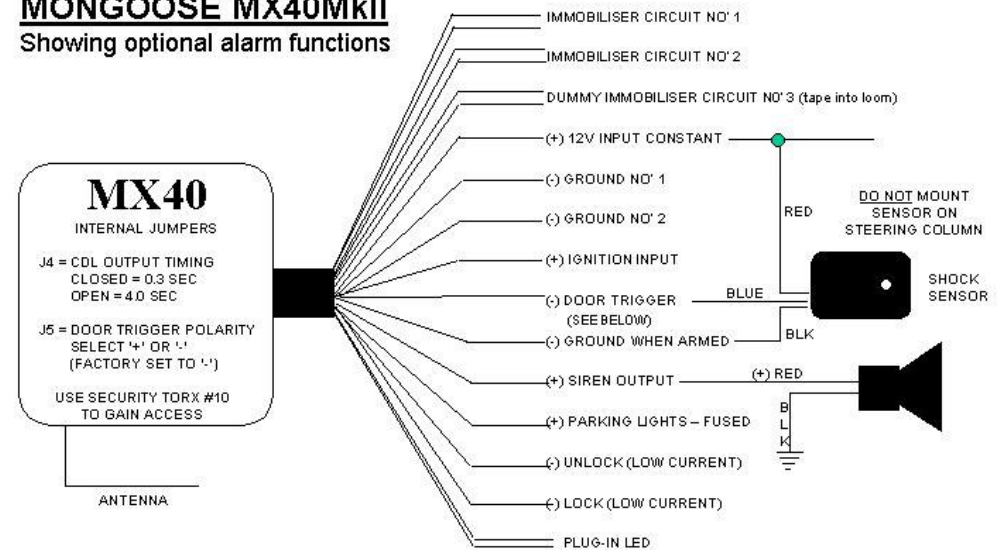 MONGOOSE MX40MkII
Showing optional alarm functions
IMMOBILISER CIRCUIT NO' 1
IMMOBILISER CIRCUIT NO' 2
DUMMY IMMOBILISER CIRCUIT NO' 3 (tape into loom)
(+) 12V INPUT CONSTANT
(-) GROUND NO' 1
(-) GROUND NO' 2
(+) IGNITION INPUT
(-) DOOR TRIGGER
(SEE BELOW)
(-) GROUND WHEN ARMED
(+) SIREN OUTPUT
(+) PARKING LIGHTS – FUSED
(-) UNLOCK (LOW CURRENT)
(-) LOCK (LOW CURRENT)
PLUG-IN LED
MX40
INTERNAL JUMPERS
J4 = CDL OUTPUT TIMING
CLOSED = 0.3 SEC
OPEN = 4.0 SEC
J5 = DOOR TRIGGER POLARITY
SELECT '+' OR '-'
(FACTORY SET TO '-')
USE SECURITY TORX #10
TO GAIN ACCESS
ANTENNA
RED
BLUE
BLK
DO NOT MOUNT
SENSOR ON
STEERING COLUMN
SHOCK
SENSOR
(+) RED
BLK